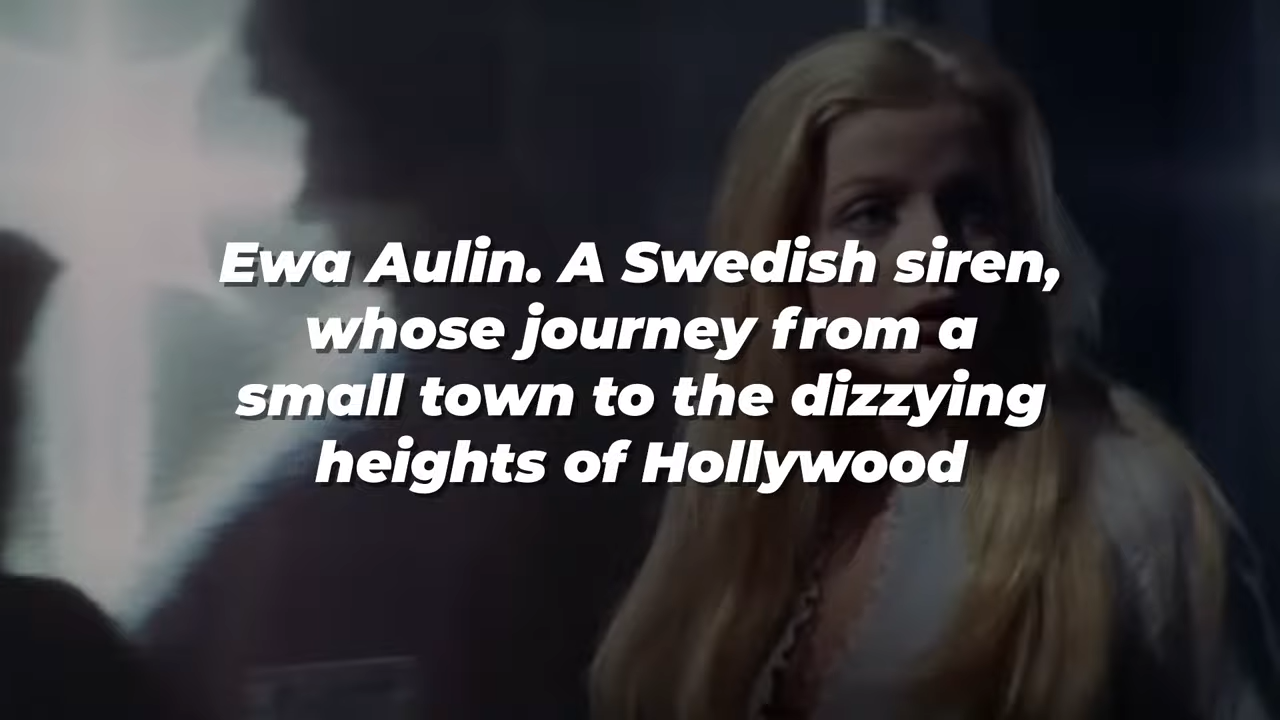 Ewa Aulin. A Swedish siren,
whose journey from a
small town to the dizzying
heights of Hollywood